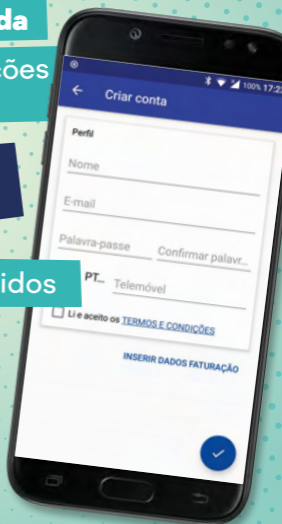 da
ções
100% 17:23
Criar conta
Perfil
Nome
E-mail
Palavra-passe Confirmar palavr...
PT... Telemóvel
Li e aceito os TERMOS E CONDIÇÕES
idos
INSERIR DADOS FATURAÇÃO